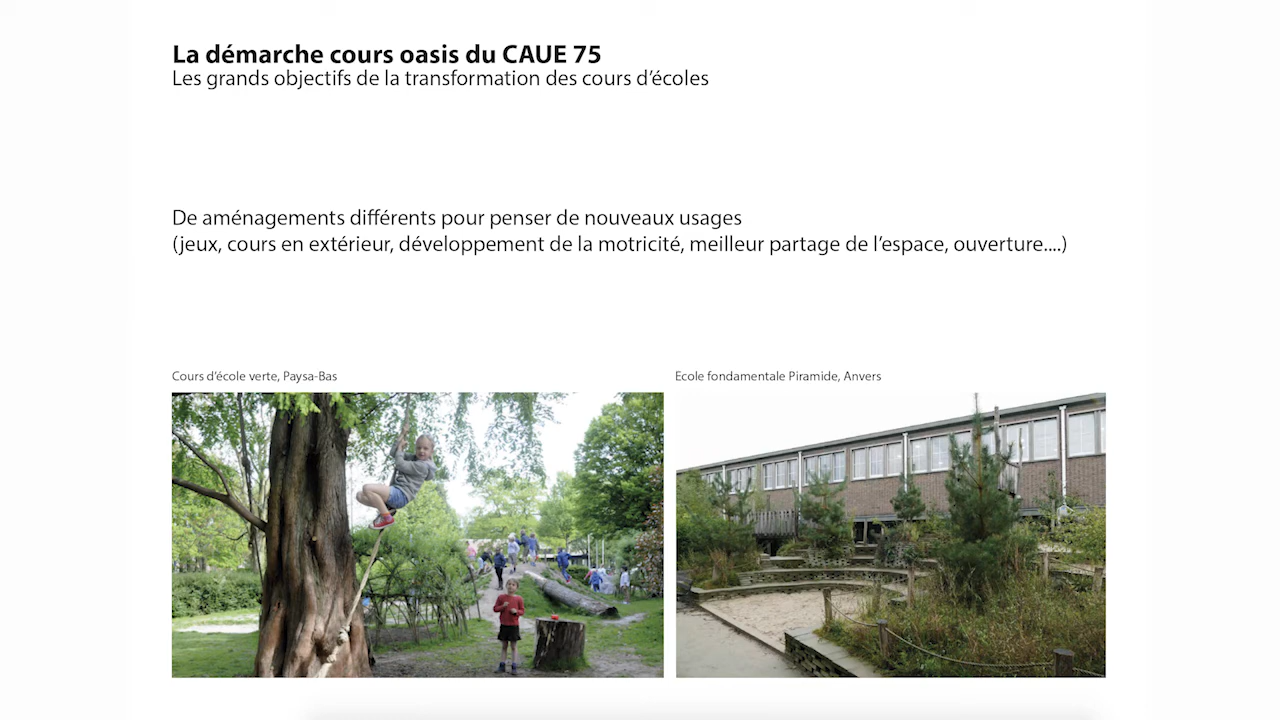 La démarche cours oasis du CAUE 75
Les grands objectifs de la transformation des cours d’écoles
De aménagements différents pour penser de nouveaux usages
(jeux, cours en extérieur, développement de la motricité, meilleur partage de l’espace, ouverture....)
Cours d’école verte, Paysa-Bas
Ecole fondamentale Piramide, Anvers